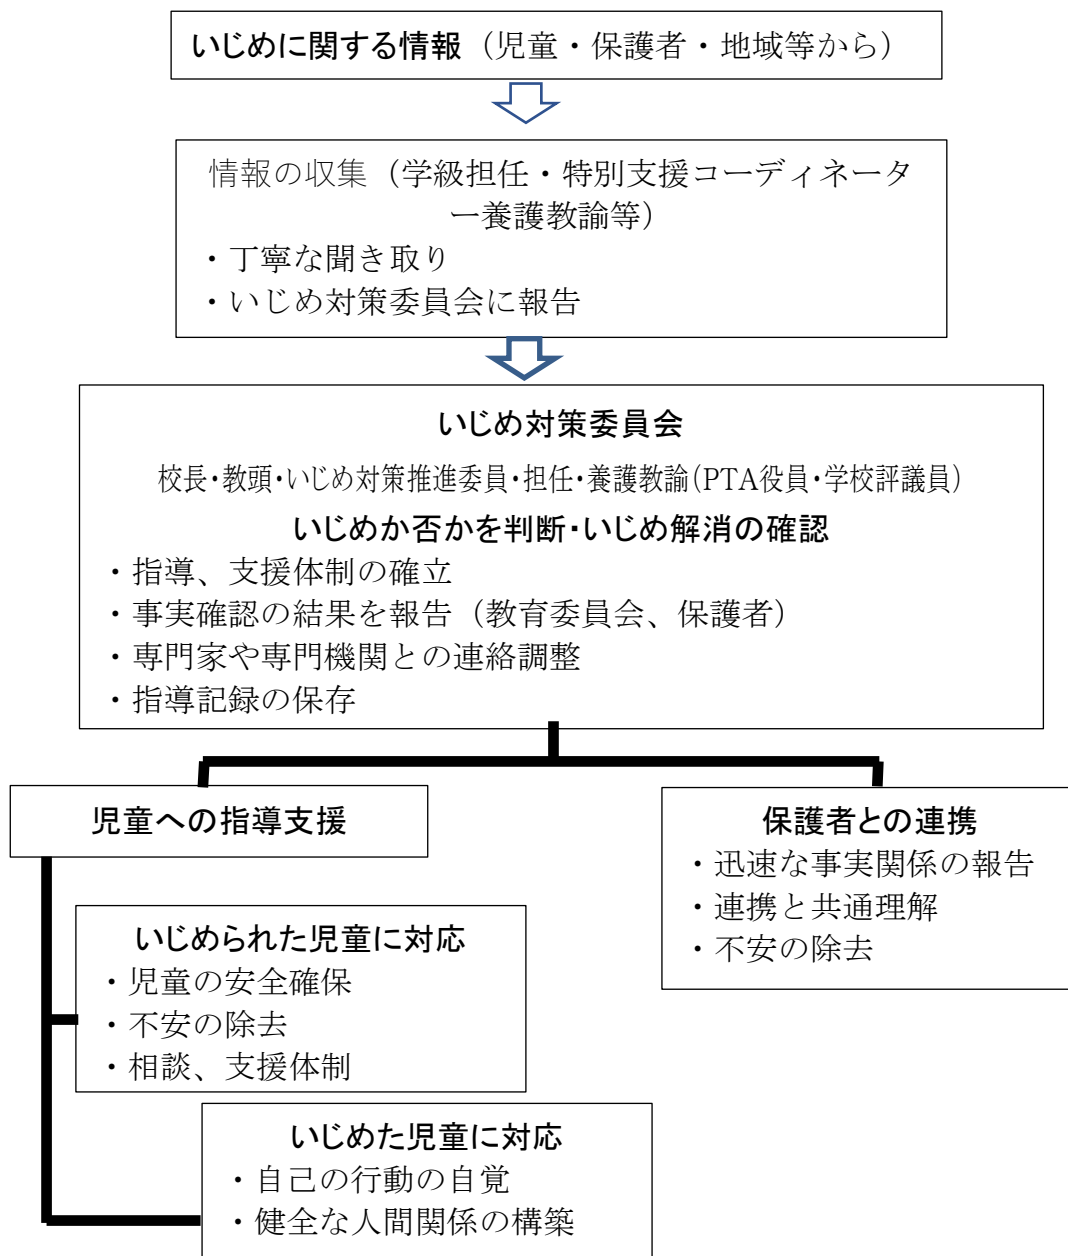 いじめに関する情報（児童・保護者・地域等から）
情報の収集（学級担任・特別支援コーディネータ
ー養護教諭等）
・丁寧な聞き取り
・いじめ対策委員会に報告
いじめ対策委員会
校長・教頭・いじめ対策推進委員・担任・養護教諭（PTA役員・学校評議員）
いじめか否かを判断・いじめ解消の確認
・指導、支援体制の確立
・事実確認の結果を報告（教育委員会、保護者）
・専門家や専門機関との連絡調整
・指導記録の保存
児童への指導支援
いじめられた児童に対応
・児童の安全確保
・不安の除去
・相談、支援体制
いじめた児童に対応
・自己の行動の自覚
・健全な人間関係の構築
保護者との連携
・迅速な事実関係の報告
・連携と共通理解
・不安の除去